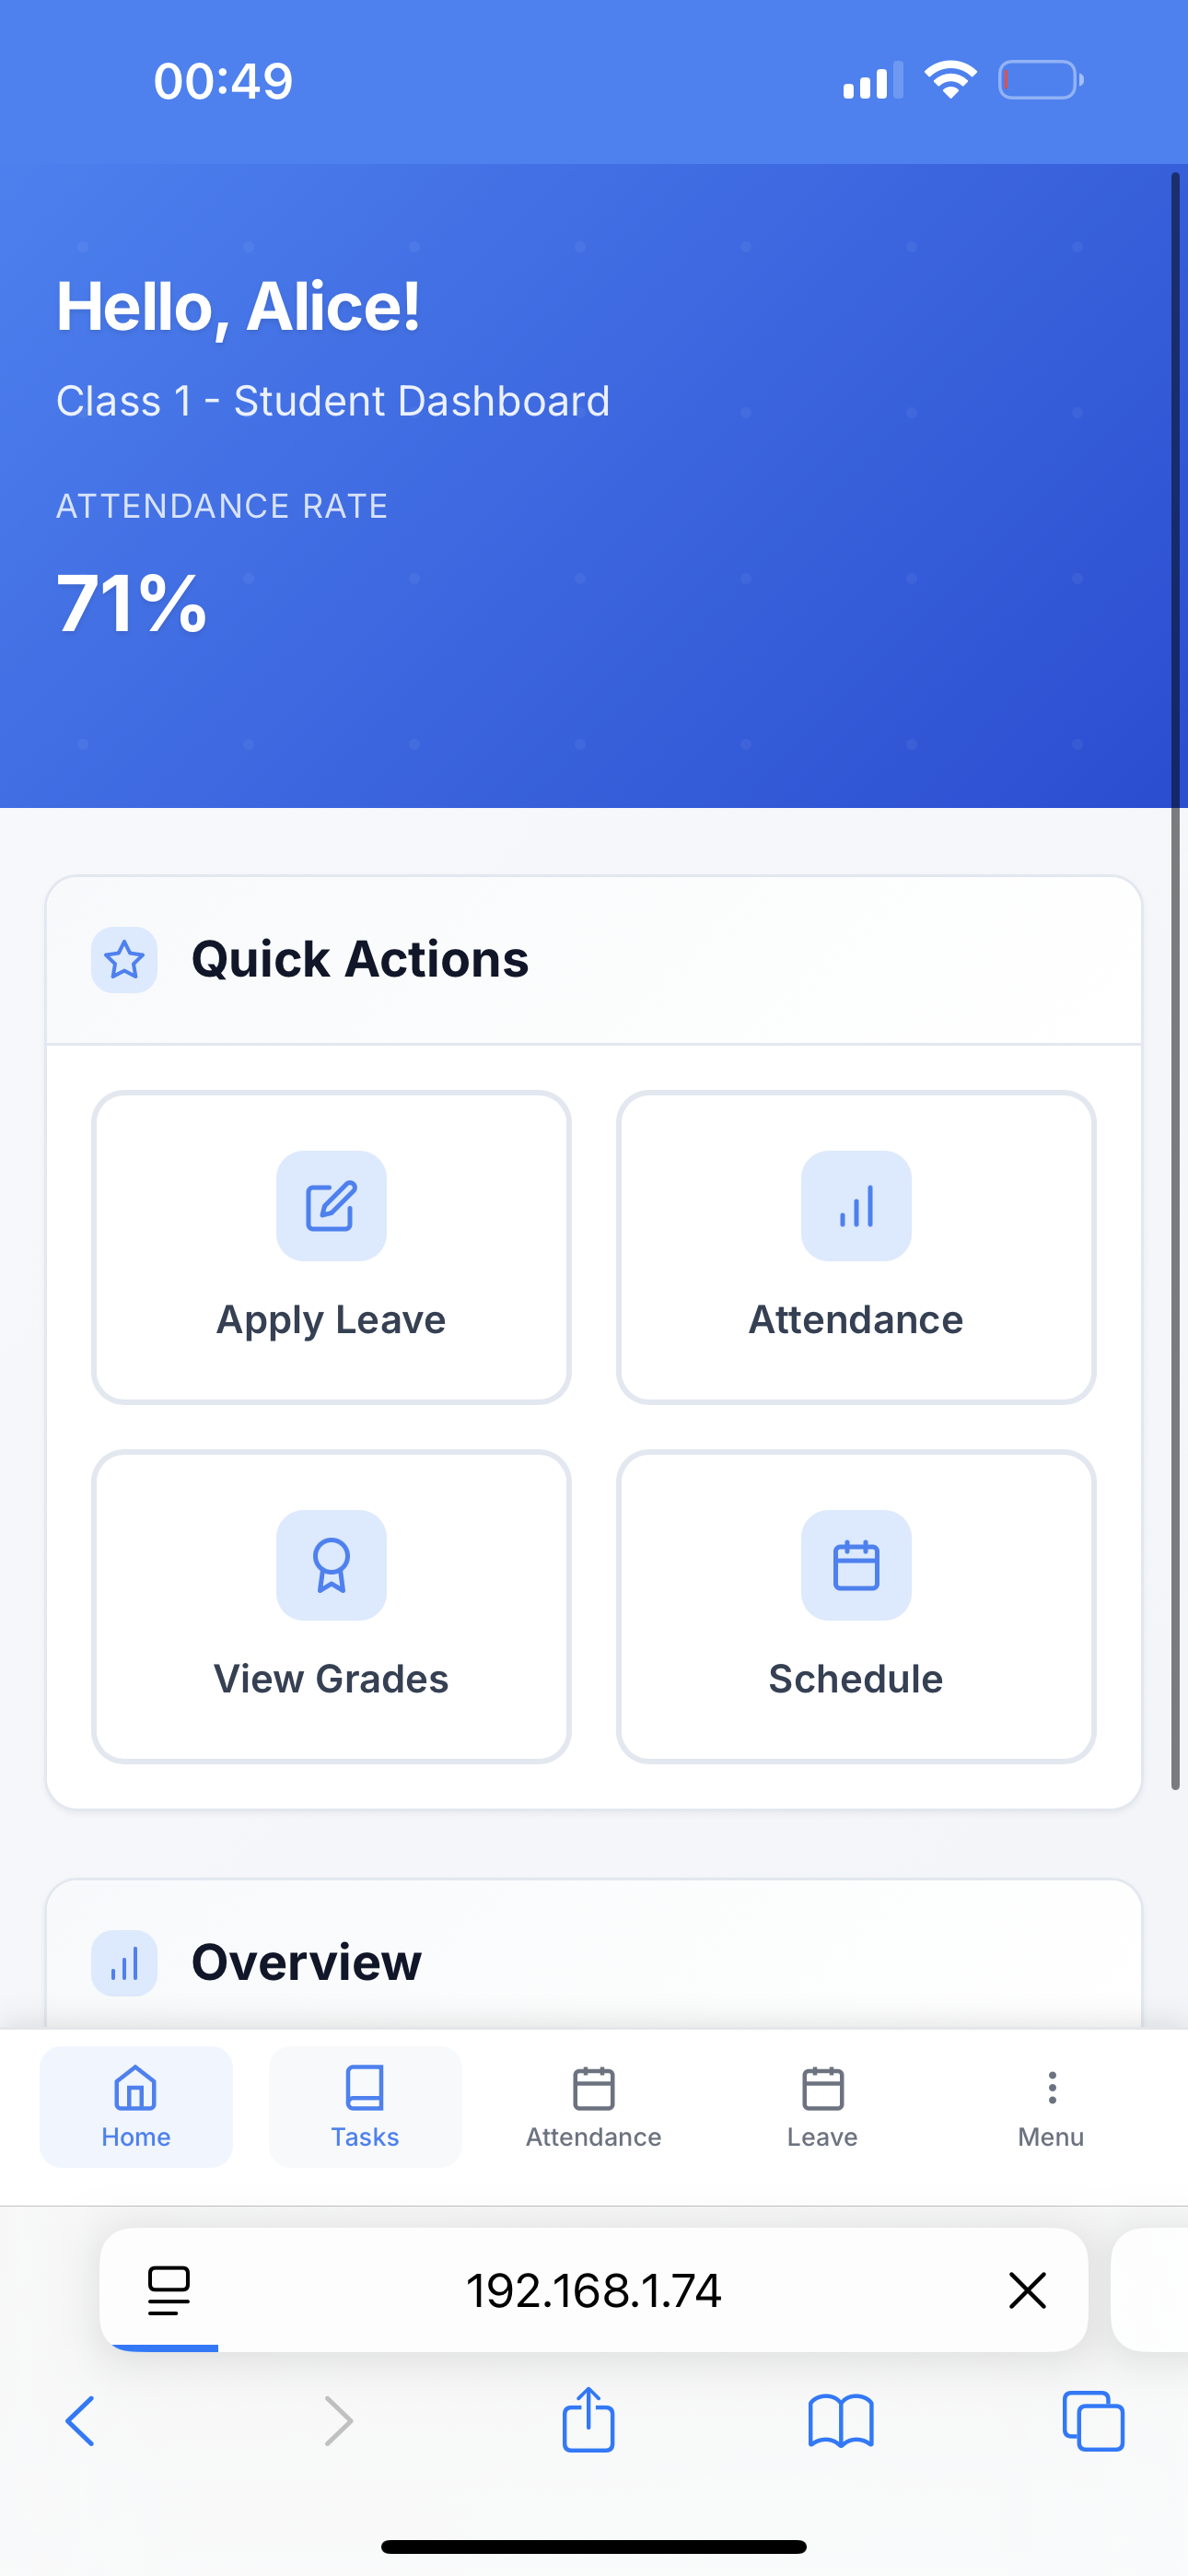 00:49
Hello, Alice!
Class 1 - Student Dashboard
ATTENDANCE RATE
71%
Quick Actions
Apply Leave
Attendance
View Grades
Schedule
Overview
Home
Tasks
Attendance
Leave
Menu
192.168.1.74